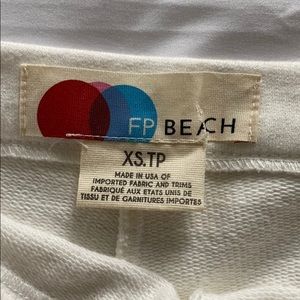 FP BEACH
XS.TP
MADE IN USA OF
IMPORTED FABRIC AND TRIMS
FABRIQUÉ AUX ETATS UNIS DE
TISSU ET DE GARNITURES IMPORTES